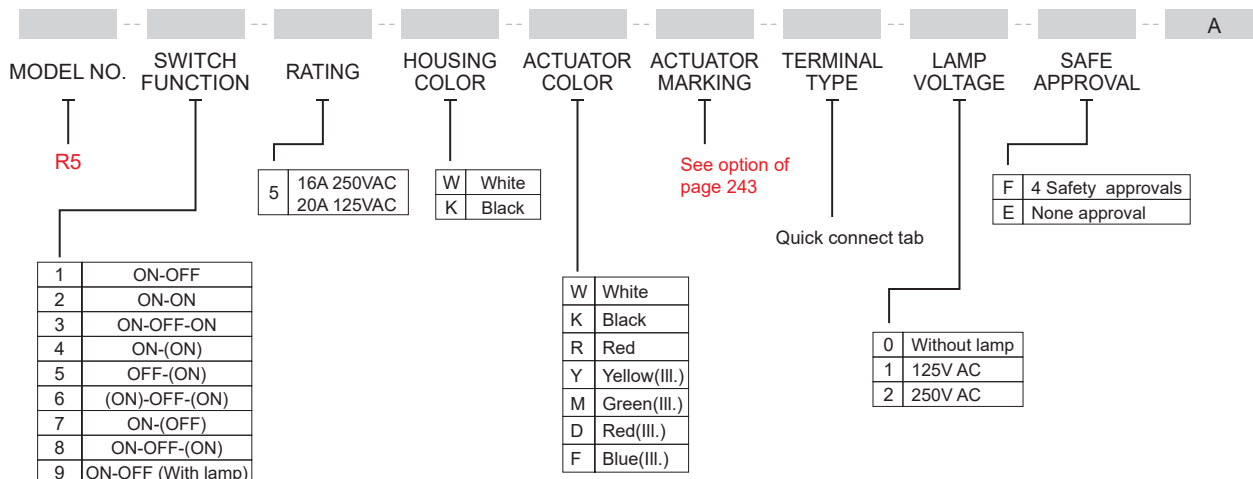 A
MODEL NO.
SWITCH
FUNCTION
RATING
HOUSING
COLOR
ACTUATOR
COLOR
ACTUATOR
MARKING
TERMINAL
TYPE
LAMP
VOLTAGE
SAFE
APPROVAL
R5
5 16A 250VAC
20A 125VAC
W White
K Black
See option of
page 243
Quick connect tab
F 4 Safety approvals
E None approval
1 ON-OFF
2 ON-ON
3 ON-OFF-ON
4 ON-(ON)
5 OFF-(ON)
6 (ON)-OFF-(ON)
7 ON-(OFF)
8 ON-OFF-(ON)
9 ON-OFF (With lamp)
W White
K Black
R Red
Y Yellow(Ill.)
M Green(Ill.)
D Red(Ill.)
F Blue(Ill.)
0 Without lamp
1 125V AC
2 250V AC